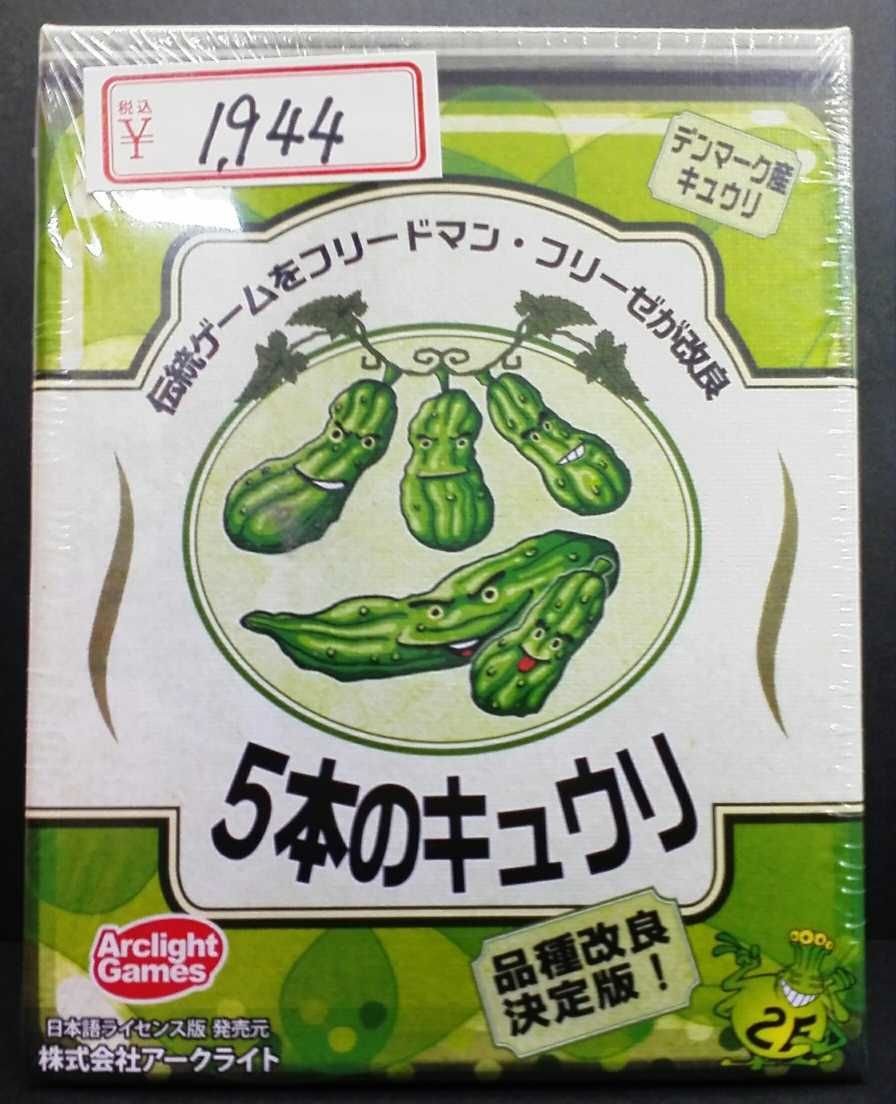 税込
¥ 1,944
デンマーク産
キュウリ
伝統ゲームをフリードマン・フリーゼが改良
5本のキュウリ
品種改良
決定版！
Arclight
Games
2F
日本語ライセンス版 発売元
株式会社アークライト